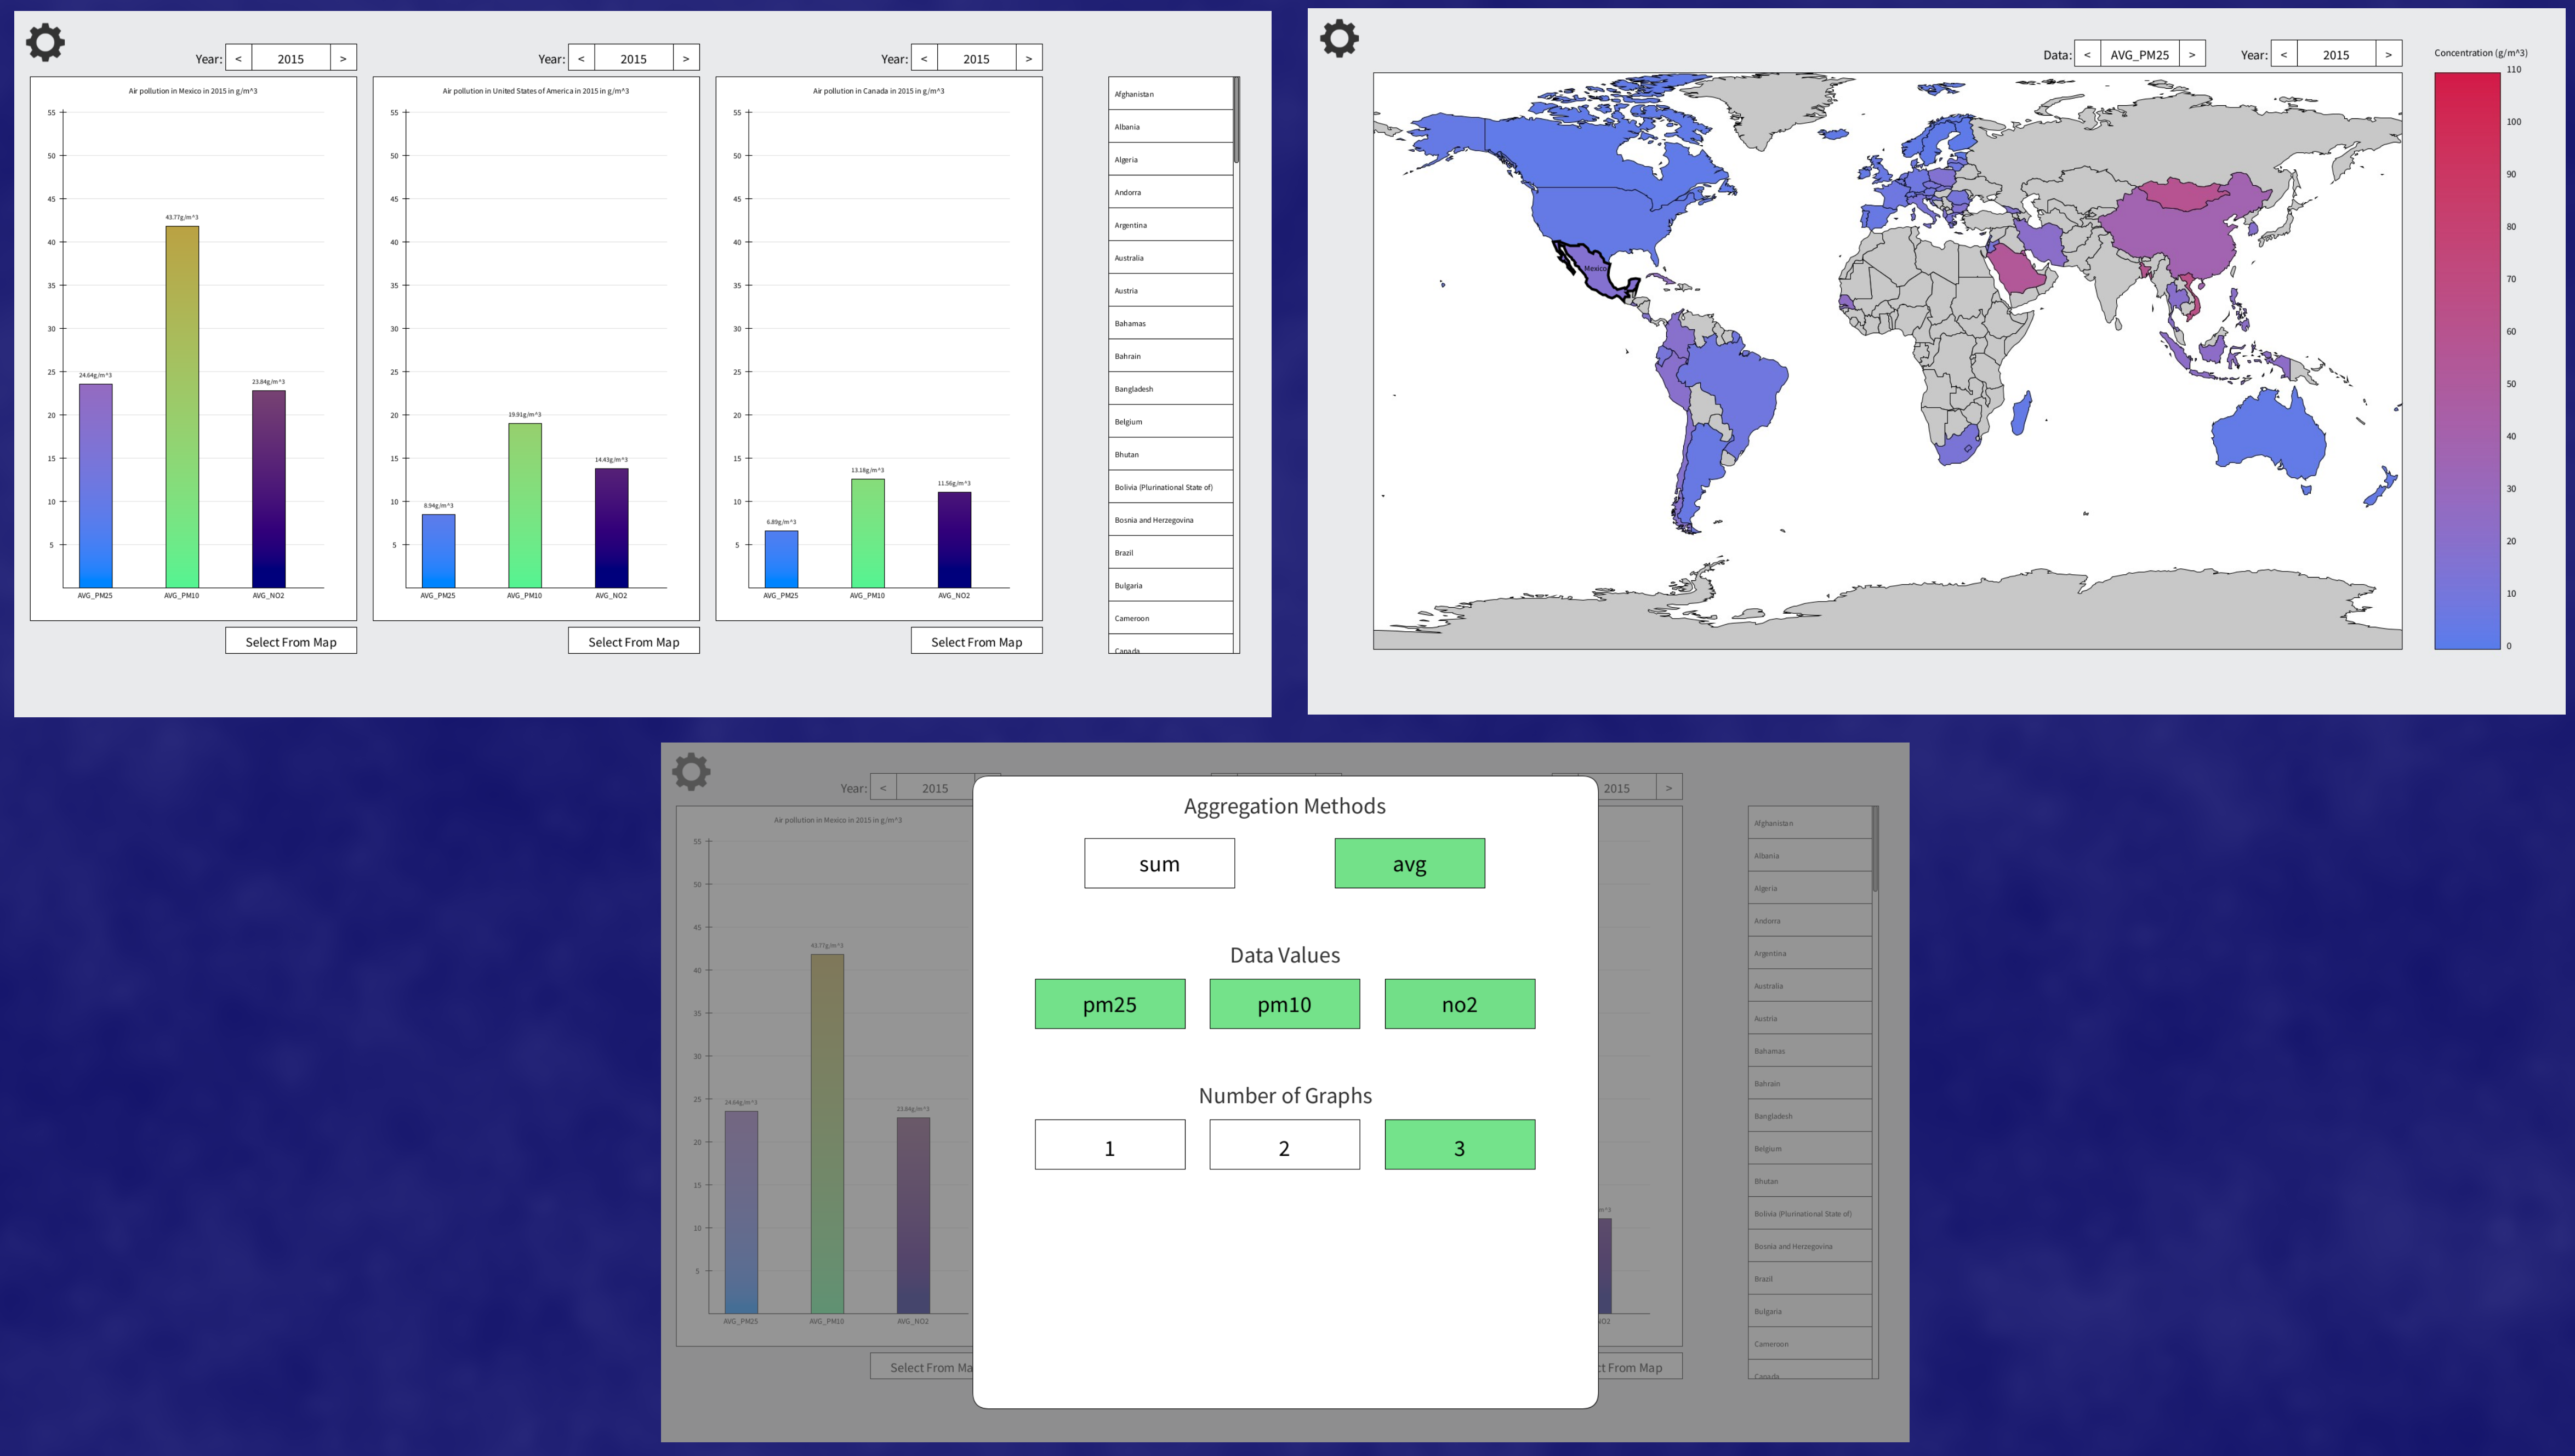 Year: < 2015 >
Year: < 2015 >
Year: < 2015 >
Air pollution in Mexico in 2015 in g/m^3
55
50
45
40
35
30
25
20
15
10
5
43.77g/m^3
24.64g/m^3
23.84g/m^3
AVG_PM25 AVG_PM10 AVG_NO2
Select From Map
Air pollution in United States of America in 2015 in g/m^3
55
50
45
40
35
30
25
20
15
10
5
19.91g/m^3
14.43g/m^3
8.94g/m^3
AVG_PM25 AVG_PM10 AVG_NO2
Select From Map
Air pollution in Canada in 2015 in g/m^3
55
50
45
40
35
30
25
20
15
10
5
13.18g/m^3
11.56g/m^3
6.89g/m^3
AVG_PM25 AVG_PM10 AVG_NO2
Select From Map
Afghanistan
Albania
Algeria
Andorra
Argentina
Australia
Austria
Bahamas
Bahrain
Bangladesh
Belgium
Bhutan
Bolivia (Plurinational State of)
Bosnia and Herzegovina
Brazil
Bulgaria
Cameroon
Canada
Data: < AVG_PM25 > Year: < 2015 >
Concentration (g/m^3)
110
100
90
80
70
60
50
40
30
20
10
0
Mexico
Year: < 2015
2015 >
Air pollution in Mexico in 2015 in g/m^3
55
50
45
40
35
30
25
20
15
10
5
43.77g/m^3
24.64g/m^3
23.84g/m^3
AVG_PM25 AVG_PM10 AVG_NO2
Select From Ma
Aggregation Methods
sum avg
Data Values
pm25 pm10 no2
Number of Graphs
1 2 3
m^3
NO2
ct From Map
Afghanistan
Albania
Algeria
Andorra
Argentina
Australia
Austria
Bahamas
Bahrain
Bangladesh
Belgium
Bhutan
Bolivia (Plurinational State of)
Bosnia and Herzegovina
Brazil
Bulgaria
Cameroon
Canada